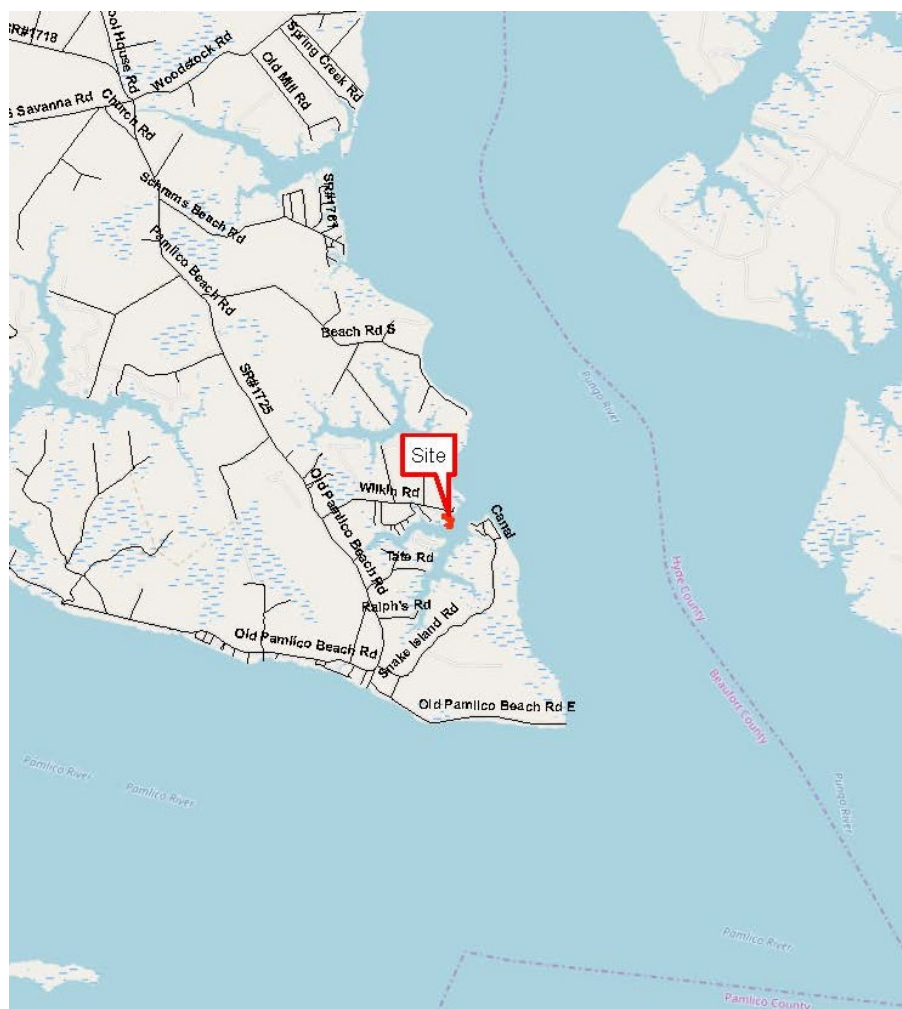 SR#1718
ool House Rd
Woodstock Rd
Spring Creek Rd
Old Mill Rd
Savanna Rd
Church Rd
Schrams Beach Rd
SR#1761
Pamlico Beach Rd
Beach Rd S
SR#1725
Pungo River
Site
Wilkin Rd
Canal
Old Pamlico Beach Rd
Tate Rd
Hyde County
Ralph's Rd
Snake Island Rd
Old Pamlico Beach Rd
Old Pamlico Beach Rd E
Beaufort County
Pamlico River
Pamlico River
Pungo River
Pamlico River
Pamlico County